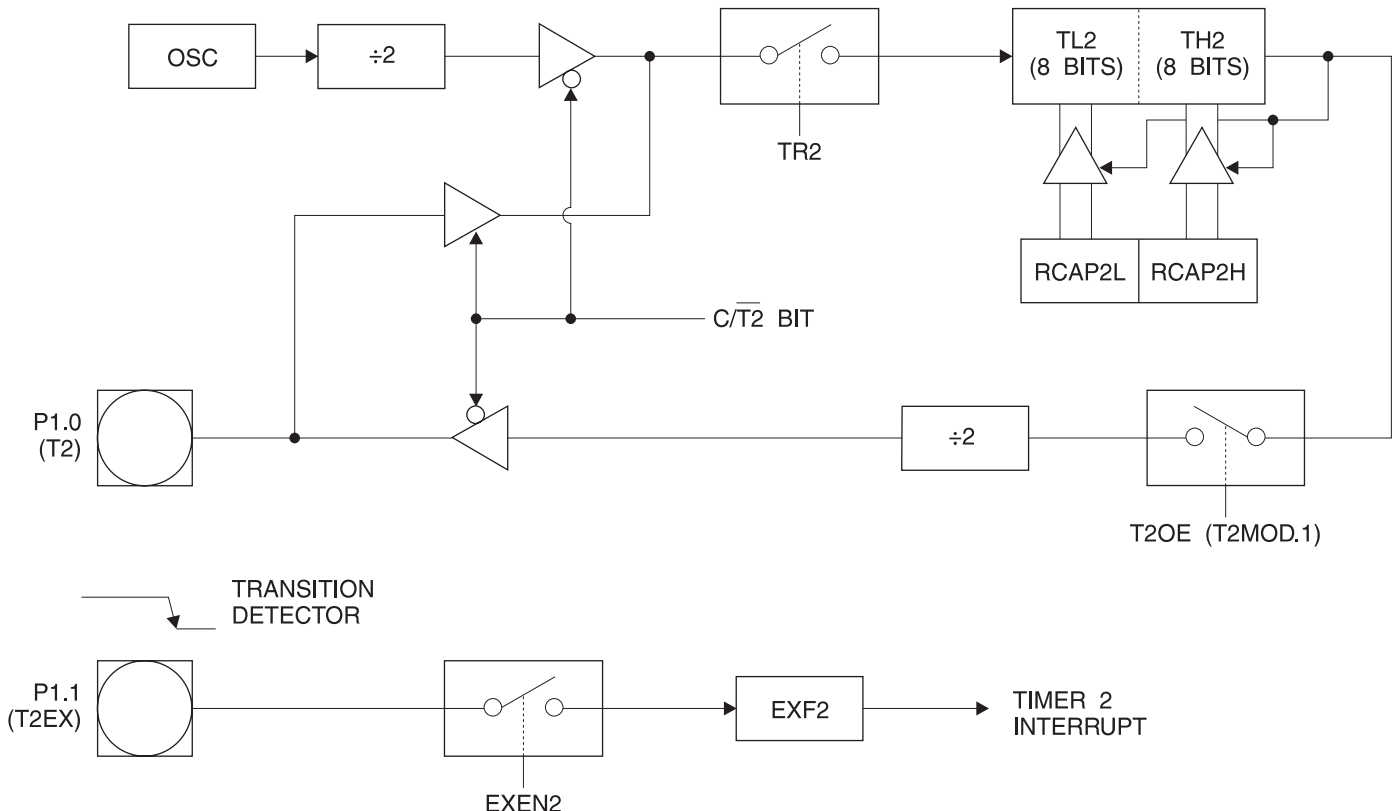 OSC
÷2
TR2
TL2
(8 BITS)
TH2
(8 BITS)
RCAP2L
RCAP2H
C/T̅2̅ BIT
P1.0
(T2)
÷2
T2OE (T2MOD.1)
TRANSITION
DETECTOR
P1.1
(T2EX)
EXF2
TIMER 2
INTERRUPT
EXEN2